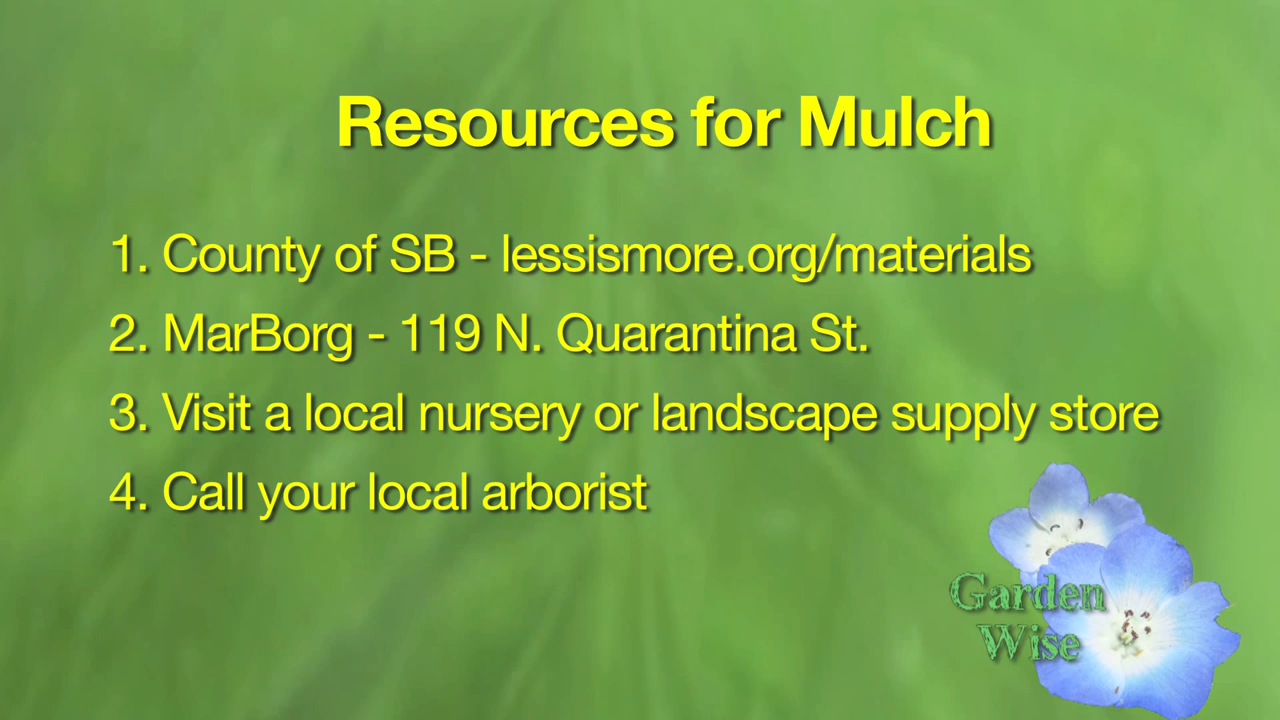 Resources for Mulch
1. County of SB - lessismore.org/materials
2. MarBorg - 119 N. Quarantina St.
3. Visit a local nursery or landscape supply store
4. Call your local arborist
Garden
Wise